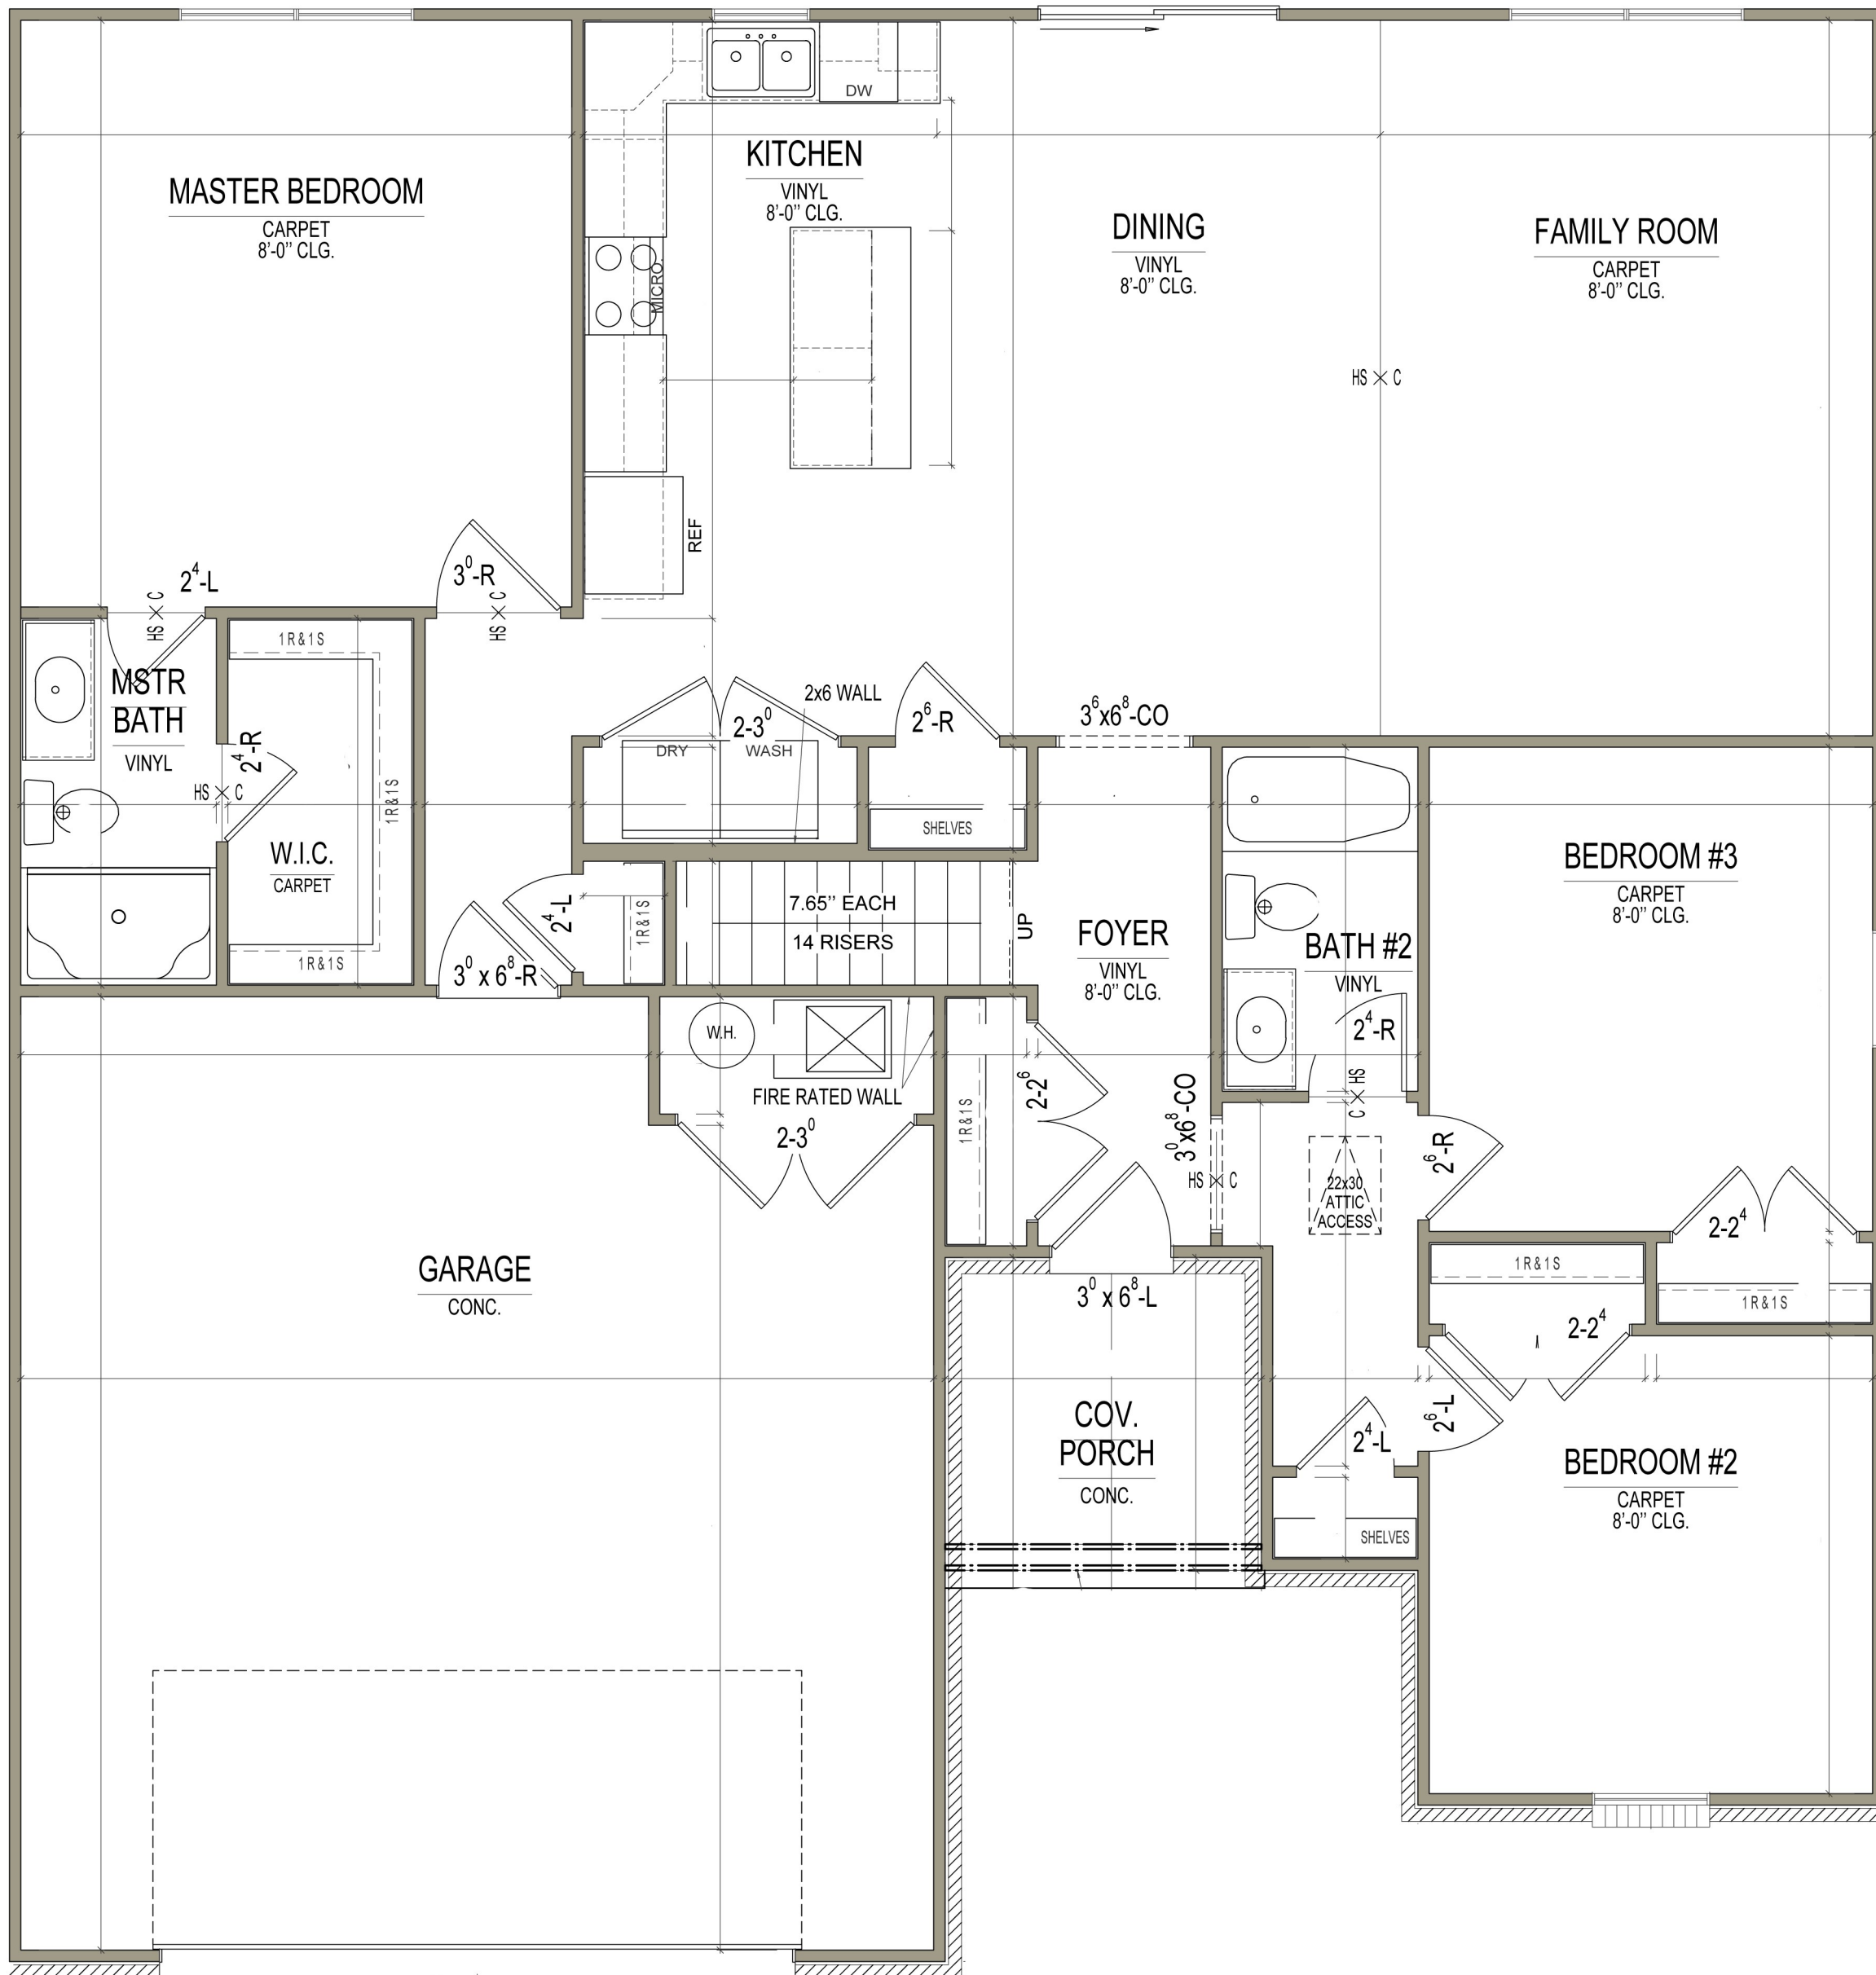 DW
KITCHEN
VINYL
8'-0" CLG.
MASTER BEDROOM
CARPET
8'-0" CLG.
DINING
VINYL
8'-0" CLG.
FAMILY ROOM
CARPET
8'-0" CLG.
MICRO.
HS C
REF
2⁴-L
3⁰-R
HS C
HS C
1R&1S
MSTR
BATH
VINYL
2⁴-R
HS C
1R&1S
W.I.C.
CARPET
1R&1S
2-3⁰
DRY
WASH
2x6 WALL
2⁶-R
3⁶x6⁸-CO
SHELVES
2⁴-L
1R&1S
3⁰ x 6⁸-R
7.65" EACH
14 RISERS
UP
FOYER
VINYL
8'-0" CLG.
BATH #2
VINYL
2⁴-R
BEDROOM #3
CARPET
8'-0" CLG.
W.H.
FIRE RATED WALL
2-3⁰
1R&1S
2-2⁶
3⁰x6⁸-CO
HS C
C HS
22x30
ATTIC
ACCESS
2⁶-R
2-2⁴
1R&1S
1R&1S
2-2⁴
GARAGE
CONC.
3⁰ x 6⁸-L
COV.
PORCH
CONC.
2⁴-L
2⁶-L
SHELVES
BEDROOM #2
CARPET
8'-0" CLG.